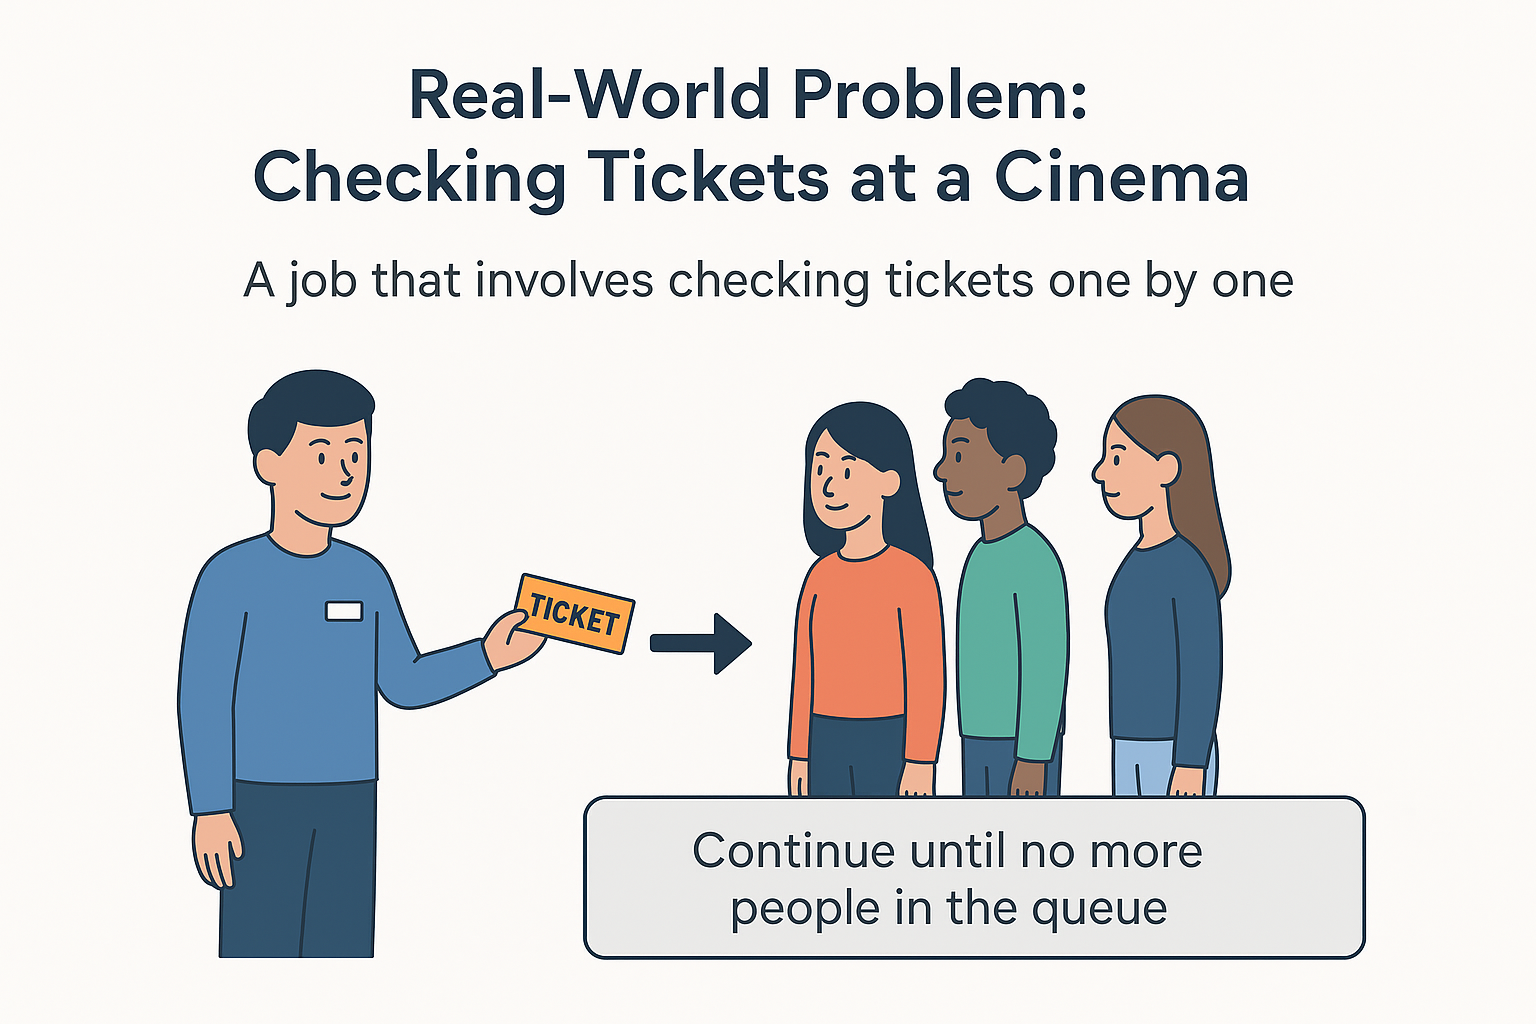 Real-World Problem:
Checking Tickets at a Cinema
A job that involves checking tickets one by one
TICKET
Continue until no more
people in the queue